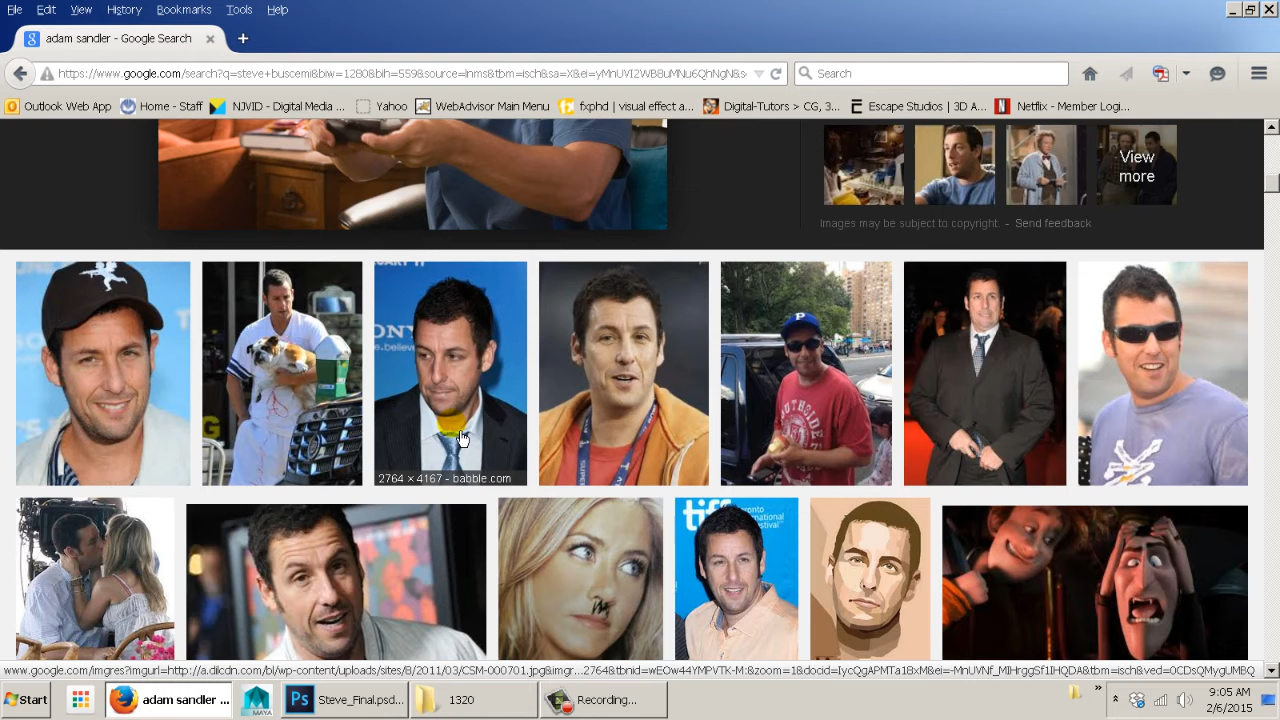 File Edit View History Bookmarks Tools Help
adam sandler - Google Search
https://www.google.com/search?q=steve+buscemi&biw=1280&bih=559&source=lnms&tbm=isch&sa=X&ei=yMnUVI2WB8uMNu6QhNgN&s
Search
Outlook Web App Home - Staff NJVID - Digital Media ... Yahoo WebAdvisor Main Menu fxphd | visual effect a... Digital-Tutors > CG, 3... Escape Studios | 3D A... Netflix - Member Logi...
View
more
Images may be subject to copyright. - Send feedback
P
SONY
e.believe
SOUTHSIDE
2764 × 4167 - babble.com
tiff
toronto
international
festival
www.google.com/imgres?imgurl=http://a.dilcdn.com/bl/wp-content/uploads/sites/8/2011/03/CSM-000701.jpg&imgr...2764&tbnid=wEOw44YMPVTK-M:&zoom=1&docid=IycQgAPMTa18xM&ei=-MnUVNf_MIHrggSf1IHQDA&tbm=isch&ved=0CDsQMygUMBQ
Start
adam sandler ...
MAYA
Ps Steve_Final.psd...
1320
Recording...
9:05 AM
2/6/2015